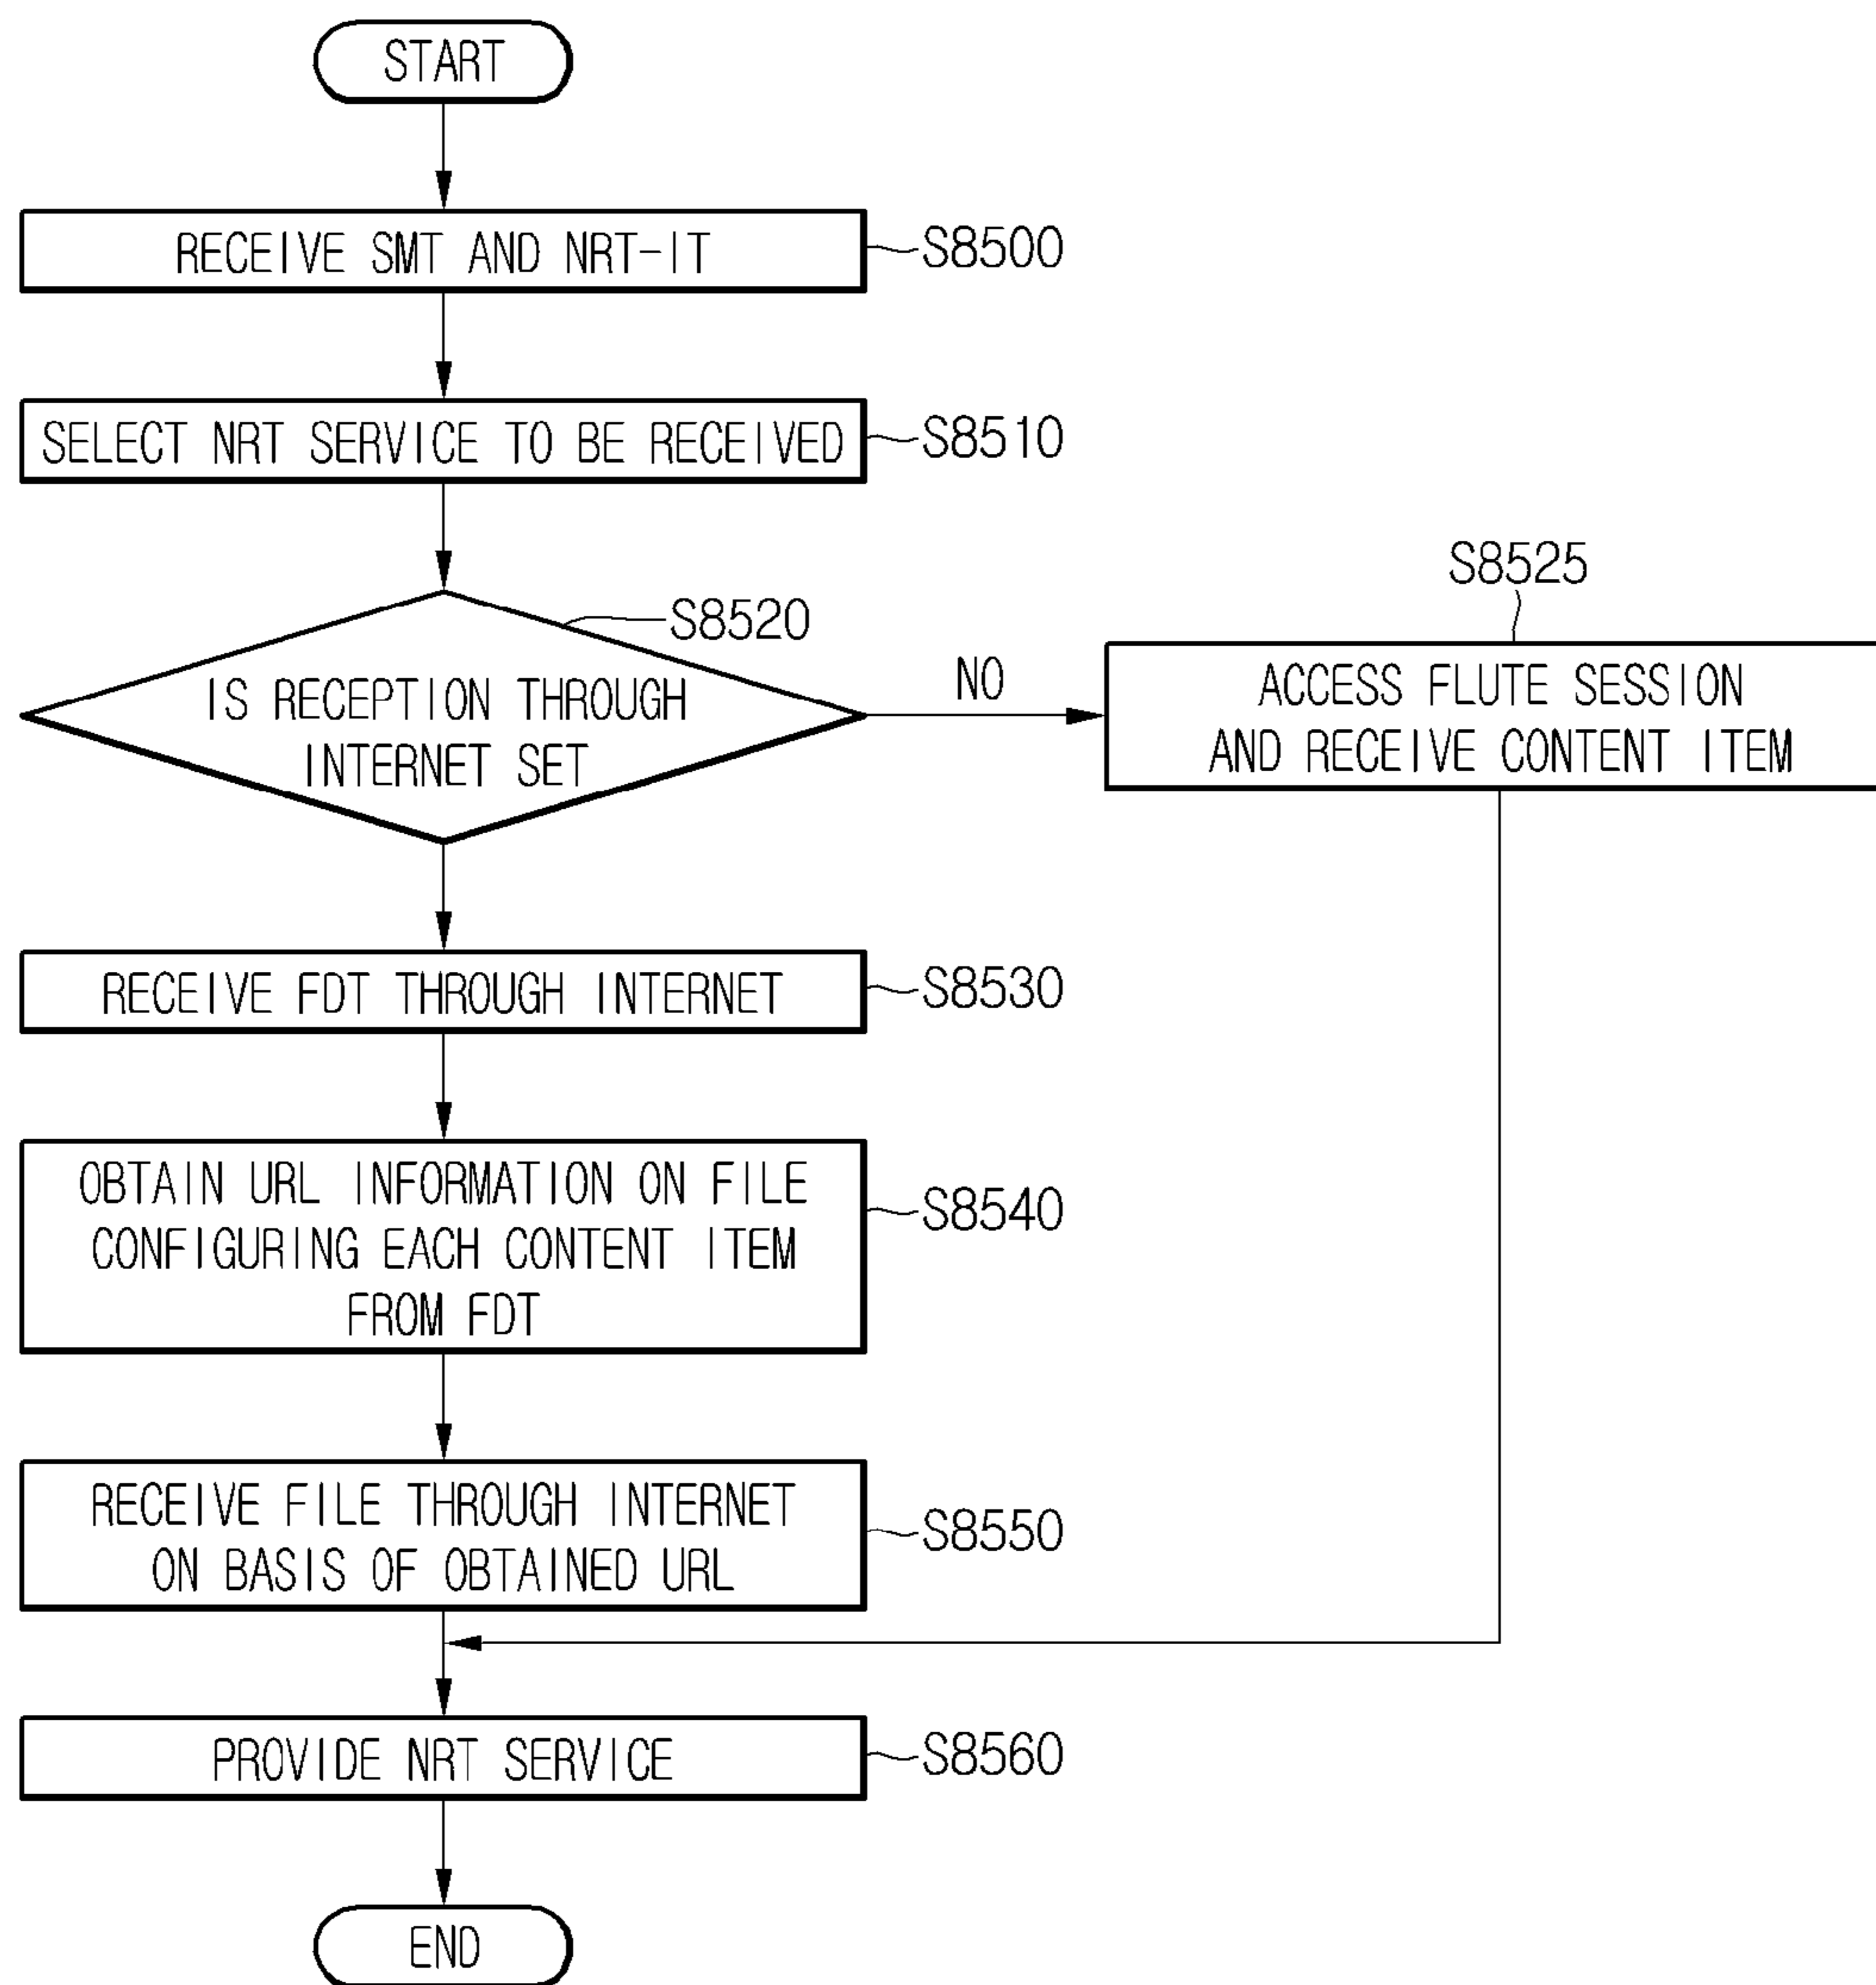 START
RECEIVE SMT AND NRT-IT
S8500
SELECT NRT SERVICE TO BE RECEIVED
S8510
S8520
IS RECEPTION THROUGH
INTERNET SET
NO
S8525
ACCESS FLUTE SESSION
AND RECEIVE CONTENT ITEM
RECEIVE FDT THROUGH INTERNET
S8530
OBTAIN URL INFORMATION ON FILE
CONFIGURING EACH CONTENT ITEM
FROM FDT
S8540
RECEIVE FILE THROUGH INTERNET
ON BASIS OF OBTAINED URL
S8550
PROVIDE NRT SERVICE
S8560
END